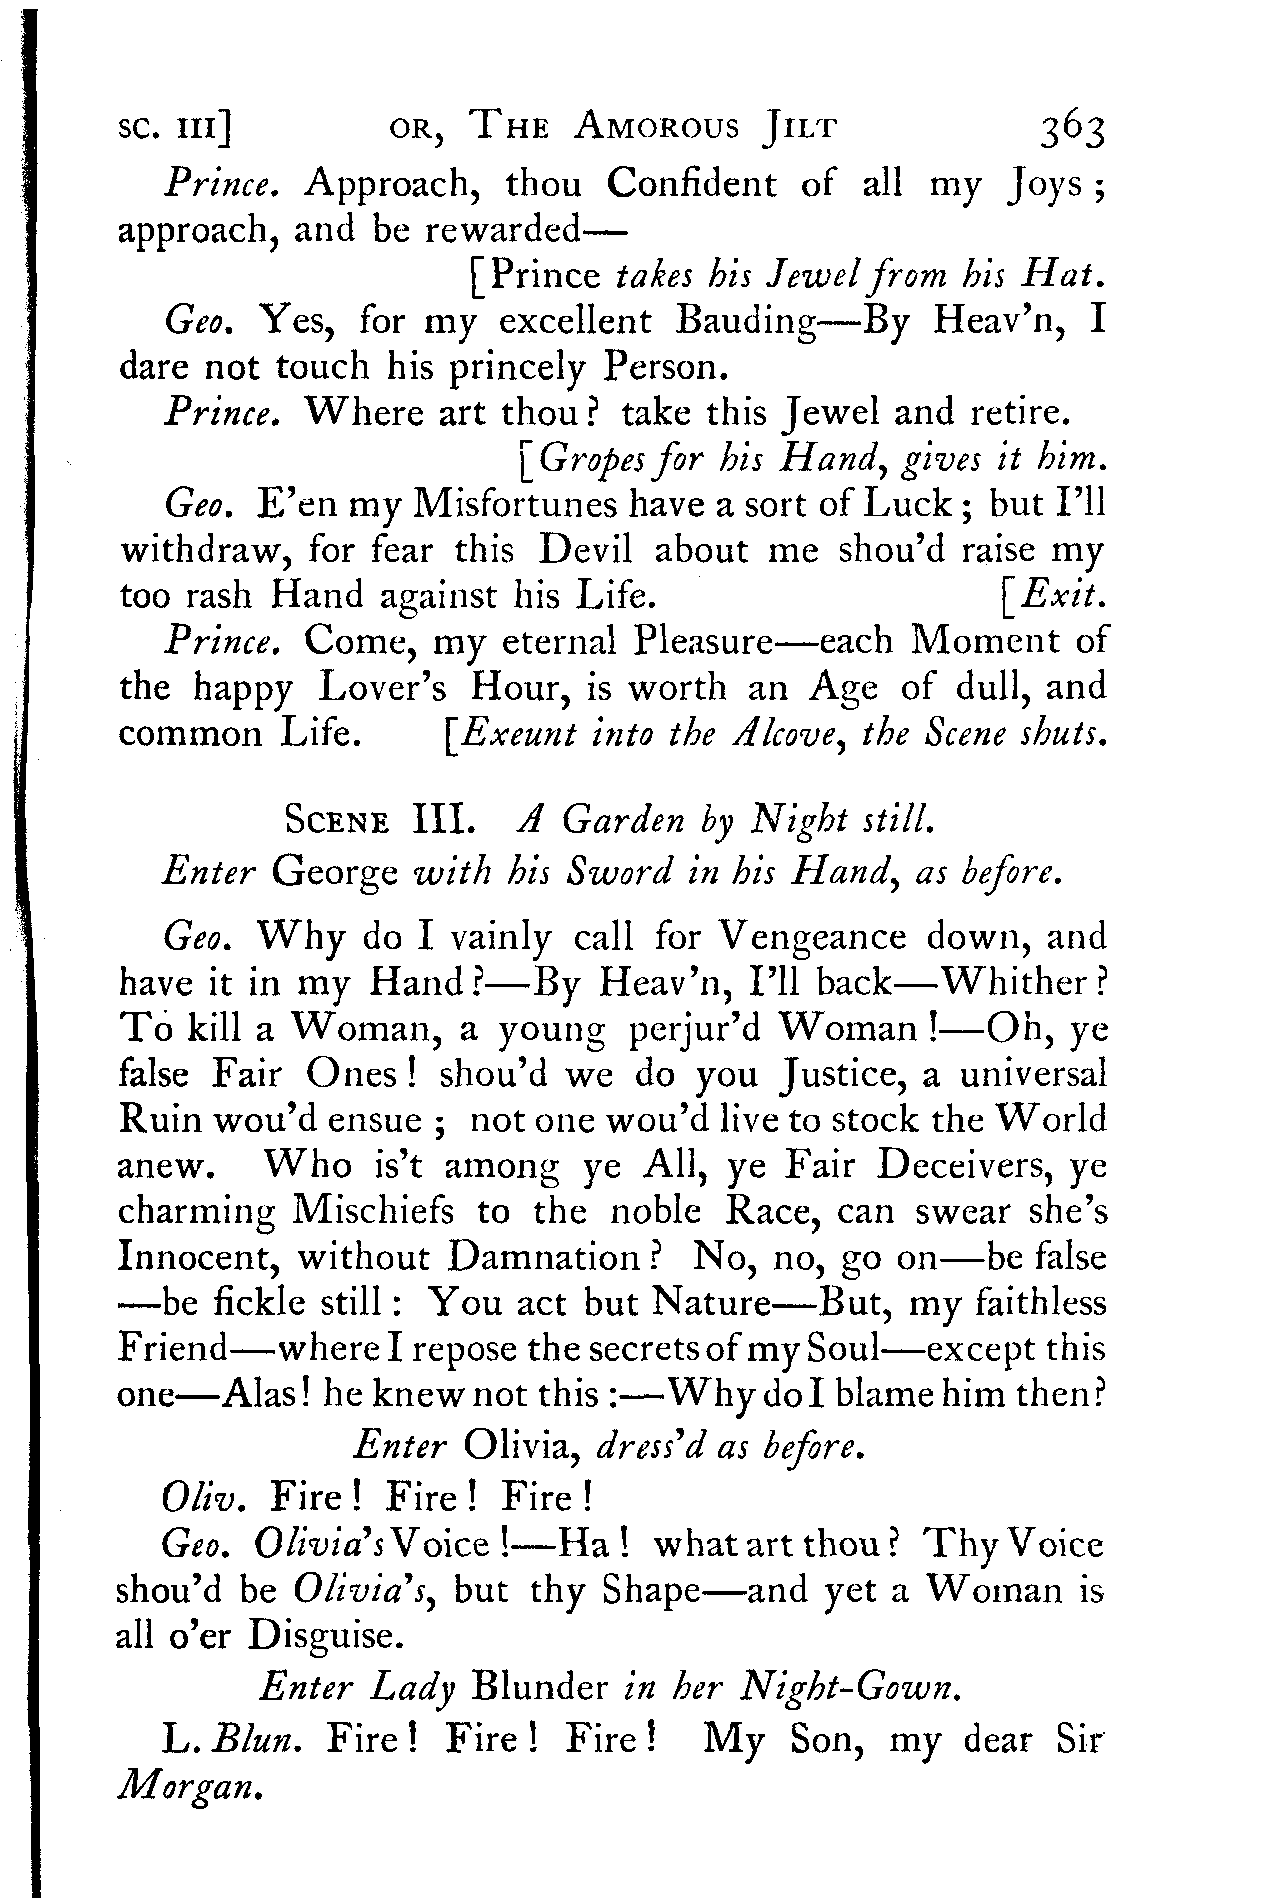 SC. III] OR, THE AMOROUS JILT 363
Prince. Approach, thou Confident of all my Joys ;
approach, and be rewarded—
[Prince takes his Jewel from his Hat.
Geo. Yes, for my excellent Bauding—By Heav'n, I
dare not touch his princely Person.
Prince. Where art thou? take this Jewel and retire.
[Gropes for his Hand, gives it him.
Geo. E'en my Misfortunes have a sort of Luck ; but I'll
withdraw, for fear this Devil about me shou'd raise my
too rash Hand against his Life. [Exit.
Prince. Come, my eternal Pleasure—each Moment of
the happy Lover's Hour, is worth an Age of dull, and
common Life. [Exeunt into the Alcove, the Scene shuts.
SCENE III. A Garden by Night still.
Enter George with his Sword in his Hand, as before.
Geo. Why do I vainly call for Vengeance down, and
have it in my Hand?—By Heav'n, I'll back—Whither?
To kill a Woman, a young perjur'd Woman!—Oh, ye
false Fair Ones! shou'd we do you Justice, a universal
Ruin wou'd ensue ; not one wou'd live to stock the World
anew. Who is't among ye All, ye Fair Deceivers, ye
charming Mischiefs to the noble Race, can swear she's
Innocent, without Damnation? No, no, go on—be false
—be fickle still : You act but Nature—But, my faithless
Friend—where I repose the secrets of my Soul—except this
one—Alas! he knew not this :—Why do I blame him then?
Enter Olivia, dress'd as before.
Oliv. Fire! Fire! Fire!
Geo. Olivia's Voice!—Ha! what art thou? Thy Voice
shou'd be Olivia's, but thy Shape—and yet a Woman is
all o'er Disguise.
Enter Lady Blunder in her Night-Gown.
L. Blun. Fire! Fire! Fire! My Son, my dear Sir
Morgan.